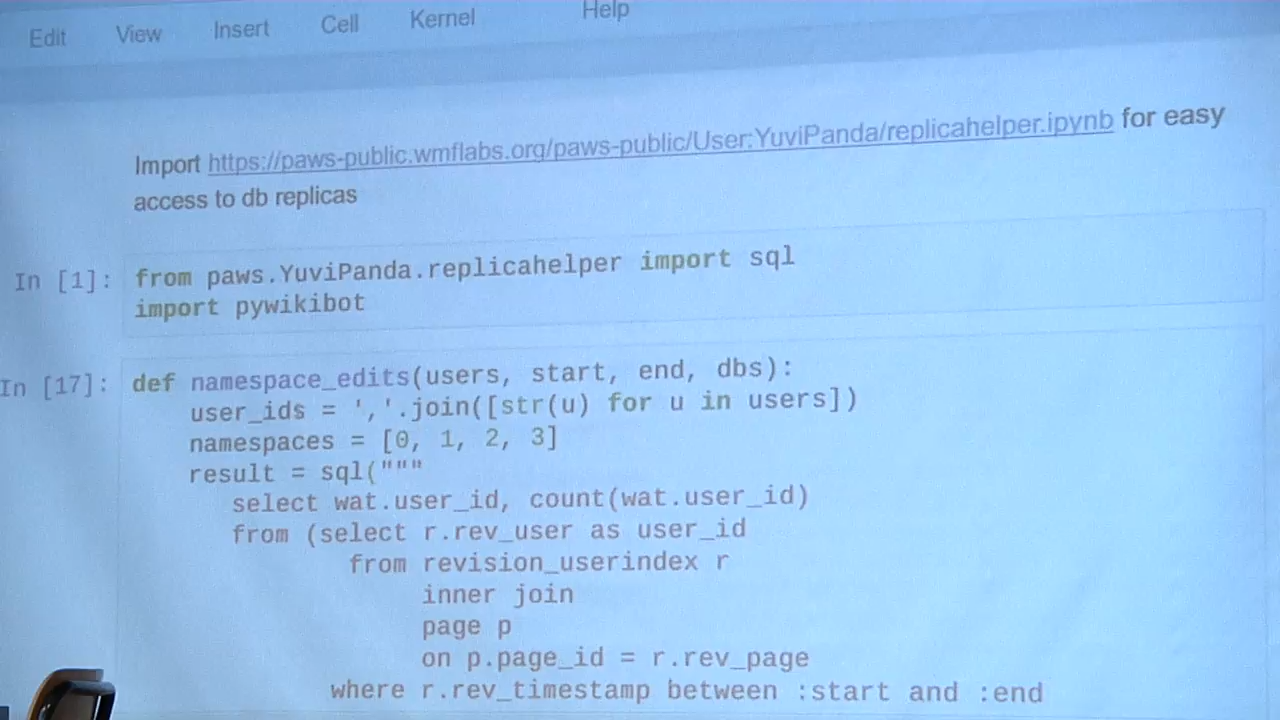 Edit View Insert Cell Kernel Help
Import https://paws-public.wmflabs.org/paws-public/User:YuviPanda/replicahelper.ipynb for easy
access to db replicas
In [1]: from paws.YuviPanda.replicahelper import sql
import pywikibot
In [17]: def namespace_edits(users, start, end, dbs):
user_ids = ','.join([str(u) for u in users])
namespaces = [0, 1, 2, 3]
result = sql("""
select wat.user_id, count(wat.user_id)
from (select r.rev_user as user_id
from revision_userindex r
inner join
page p
on p.page_id = r.rev_page
where r.rev_timestamp between :start and :end